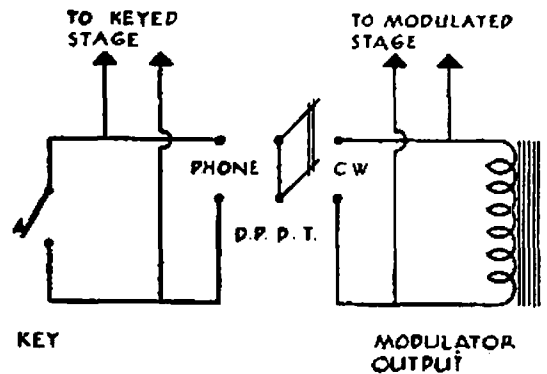 TO KEYED
STAGE
TO MODULATED
STAGE
PHONE
CW
D.P. D.T.
KEY
MODULATOR
OUTPUT